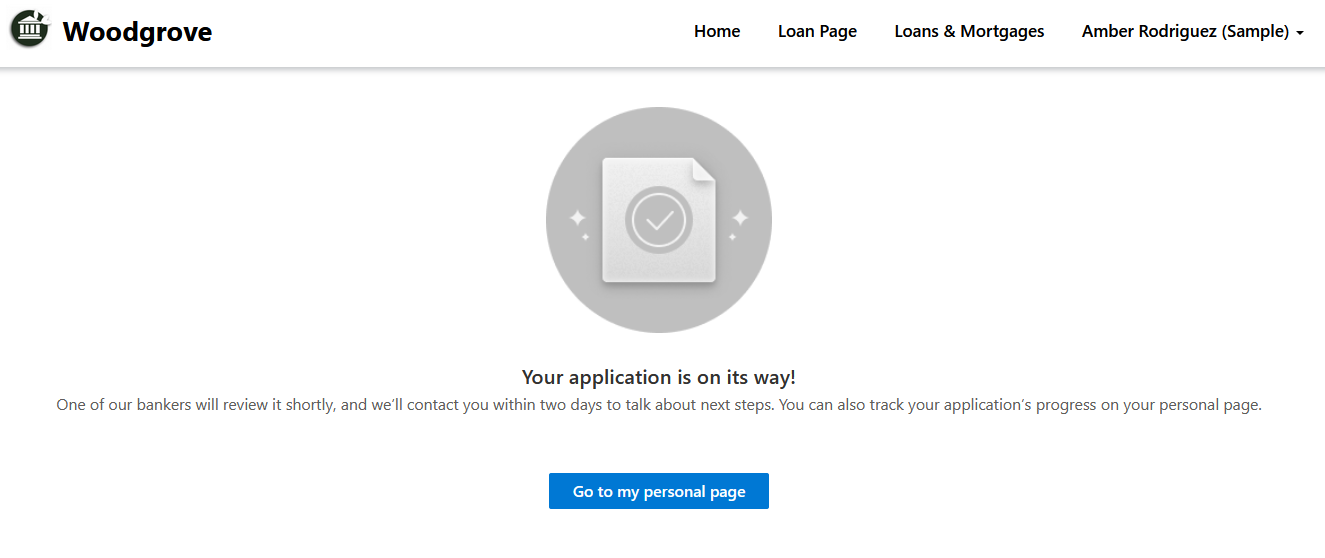 Woodgrove
Home
Loan Page
Loans & Mortgages
Amber Rodriguez (Sample)
Your application is on its way!
One of our bankers will review it shortly, and we’ll contact you within two days to talk about next steps. You can also track your application’s progress on your personal page.
Go to my personal page